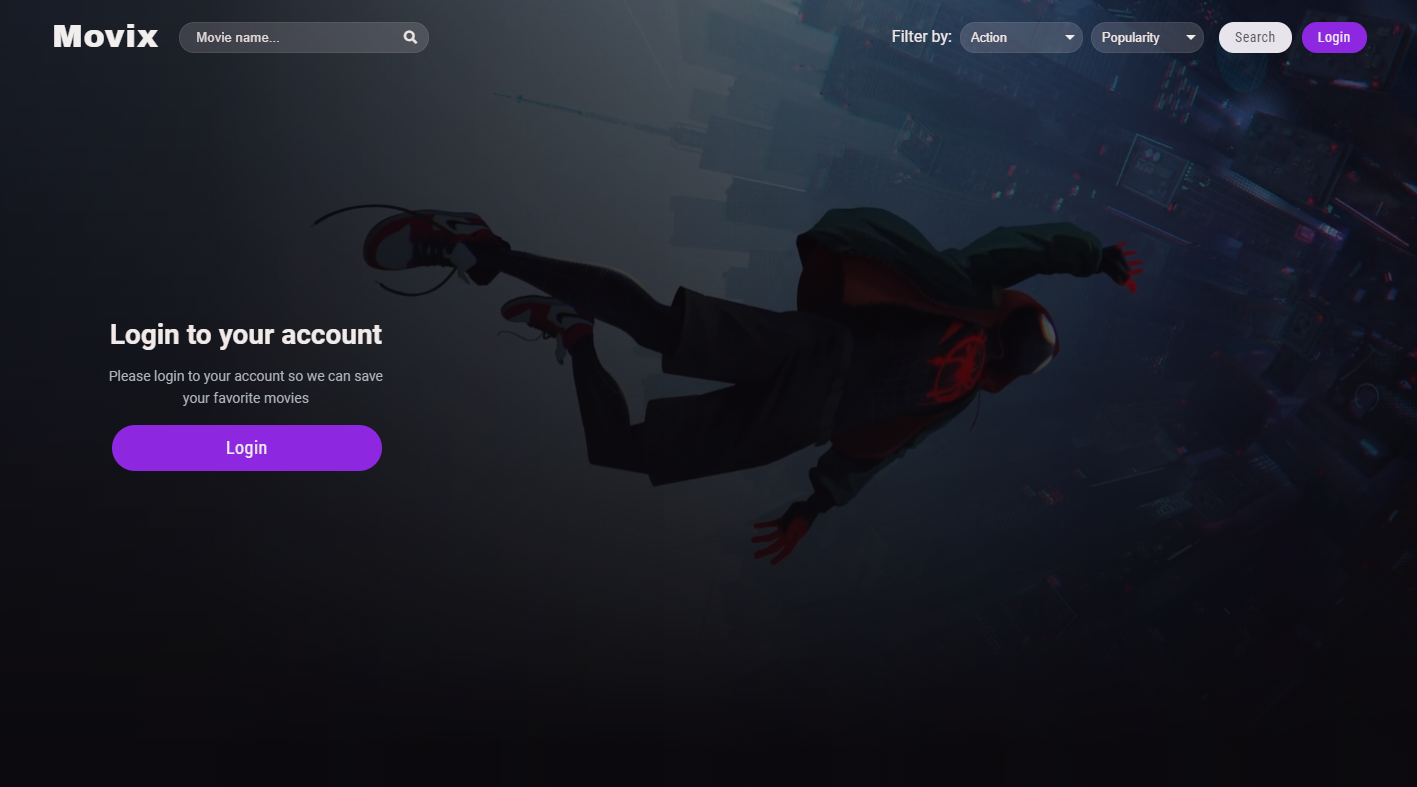 Movix
Movie name...
Filter by:
Action
Popularity
Search
Login
Login to your account
Please login to your account so we can save
your favorite movies
Login